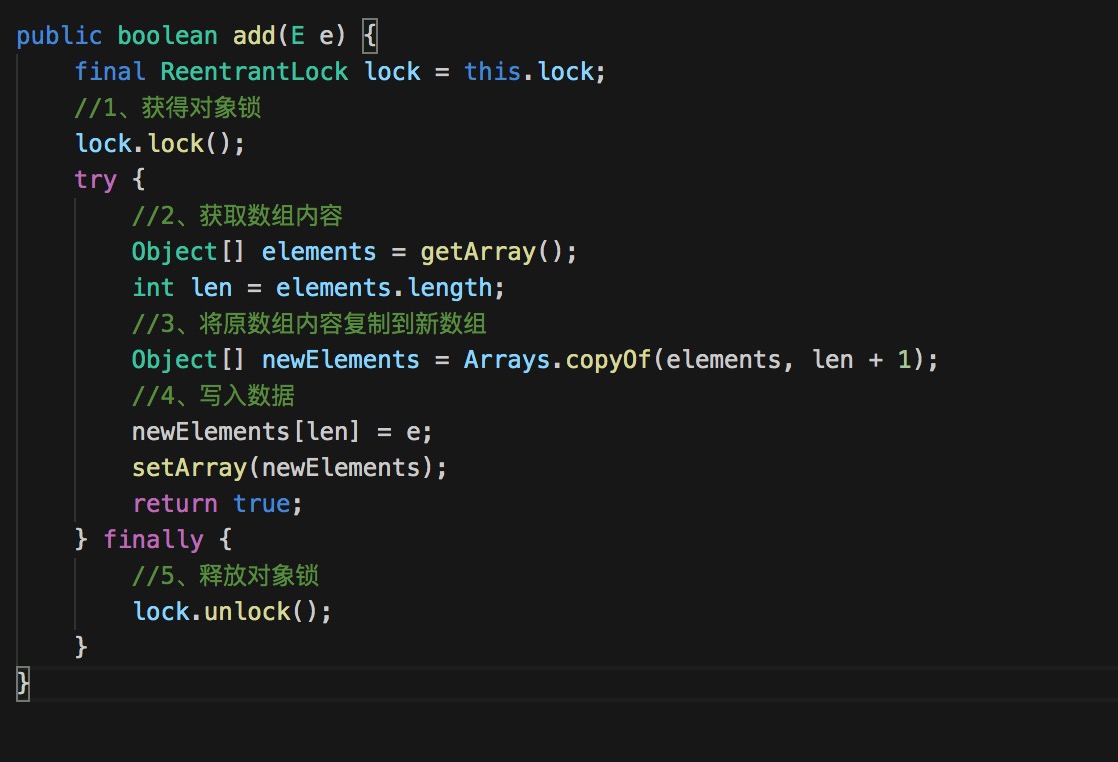 public boolean add(E e) {
    final ReentrantLock lock = this.lock;
    //1、获得对象锁
    lock.lock();
    try {
        //2、获取数组内容
        Object[] elements = getArray();
        int len = elements.length;
        //3、将原数组内容复制到新数组
        Object[] newElements = Arrays.copyOf(elements, len + 1);
        //4、写入数据
        newElements[len] = e;
        setArray(newElements);
        return true;
    } finally {
        //5、释放对象锁
        lock.unlock();
    }
}